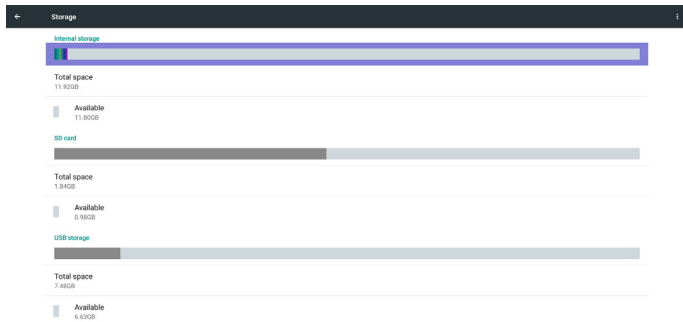 Storage
Internal storage
Total space
11.92GB
Available
11.80GB
SD card
Total space
1.84GB
Available
0.98GB
USB storage
Total space
7.48GB
Available
6.63GB